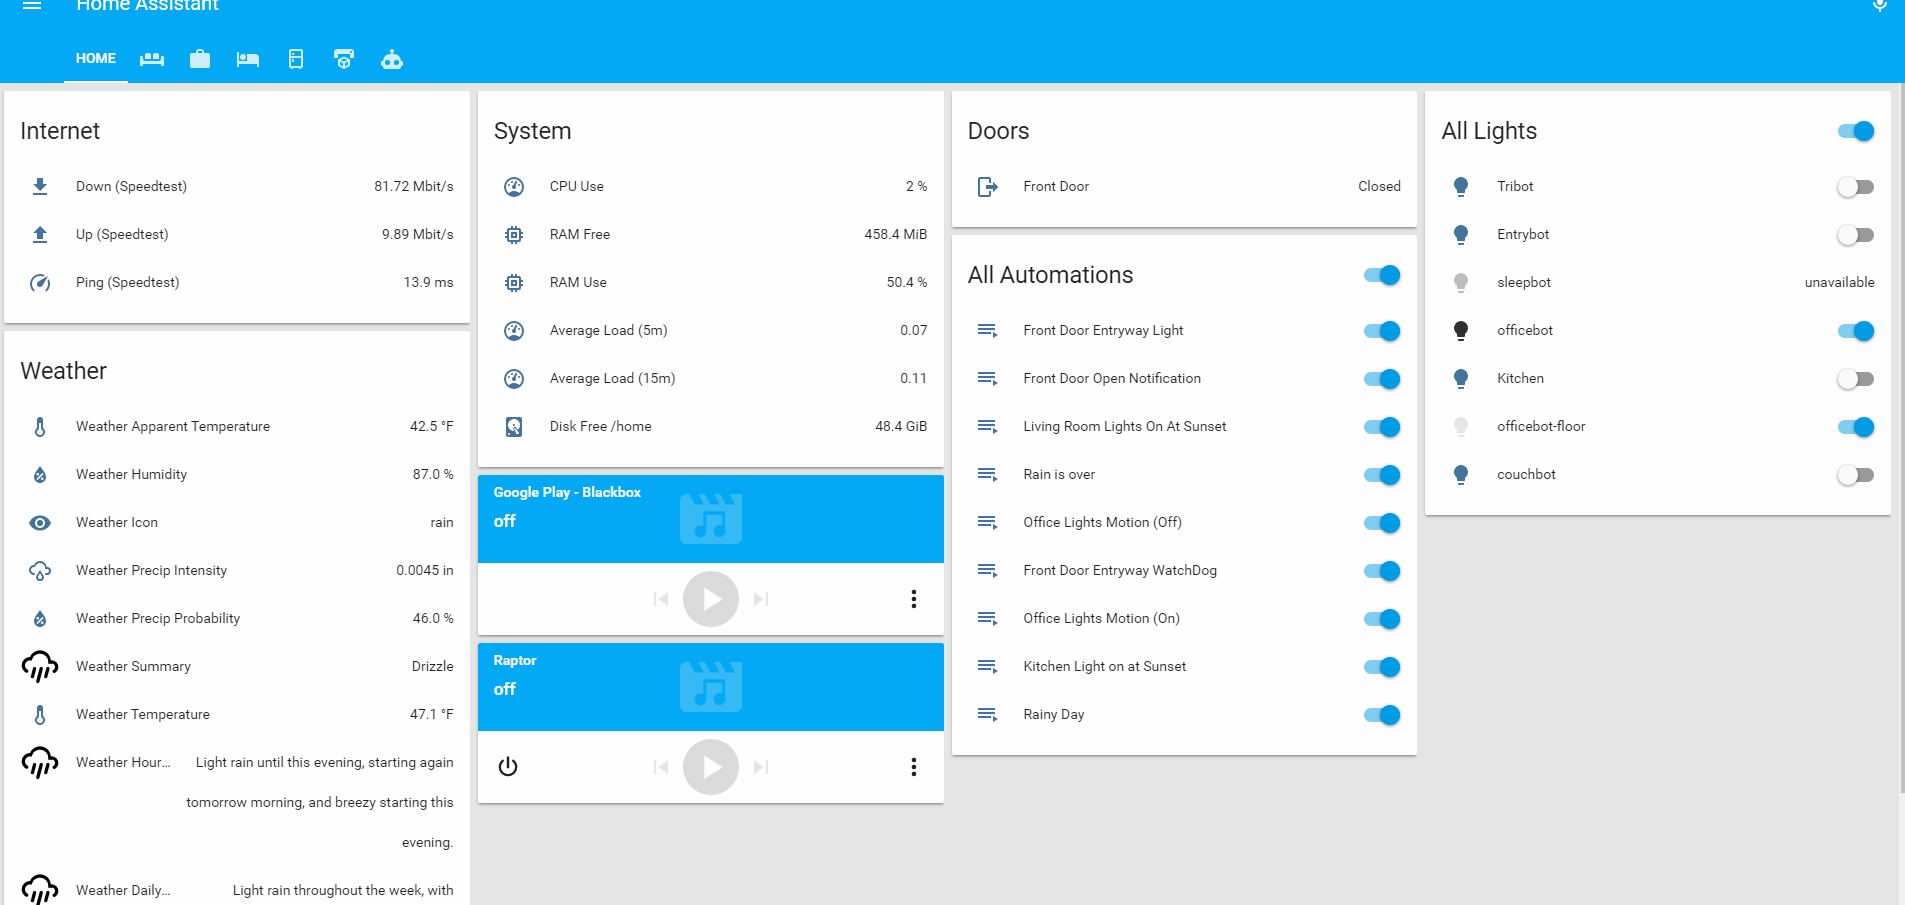 Home Assistant
HOME
Internet
Down (Speedtest) 81.72 Mbit/s
Up (Speedtest) 9.89 Mbit/s
Ping (Speedtest) 13.9 ms
Weather
Weather Apparent Temperature 42.5 °F
Weather Humidity 87.0 %
Weather Icon rain
Weather Precip Intensity 0.0045 in
Weather Precip Probability 46.0 %
Weather Summary Drizzle
Weather Temperature 47.1 °F
Weather Hour... Light rain until this evening, starting again
tomorrow morning, and breezy starting this
evening.
Weather Daily... Light rain throughout the week, with
System
CPU Use 2 %
RAM Free 458.4 MiB
RAM Use 50.4 %
Average Load (5m) 0.07
Average Load (15m) 0.11
Disk Free /home 48.4 GiB
Google Play - Blackbox
off
Raptor
off
Doors
Front Door Closed
All Automations
Front Door Entryway Light
Front Door Open Notification
Living Room Lights On At Sunset
Rain is over
Office Lights Motion (Off)
Front Door Entryway WatchDog
Office Lights Motion (On)
Kitchen Light on at Sunset
Rainy Day
All Lights
Tribot
Entrybot
sleepbot unavailable
officebot
Kitchen
officebot-floor
couchbot